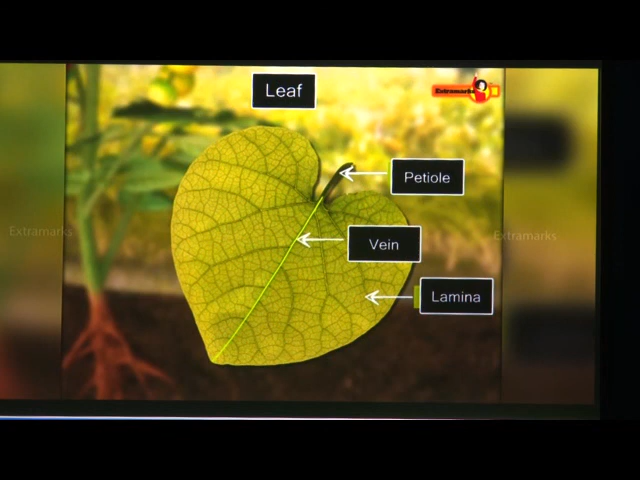 Leaf
Extramarks
Petiole
Extramarks
Extramarks
Vein
Lamina